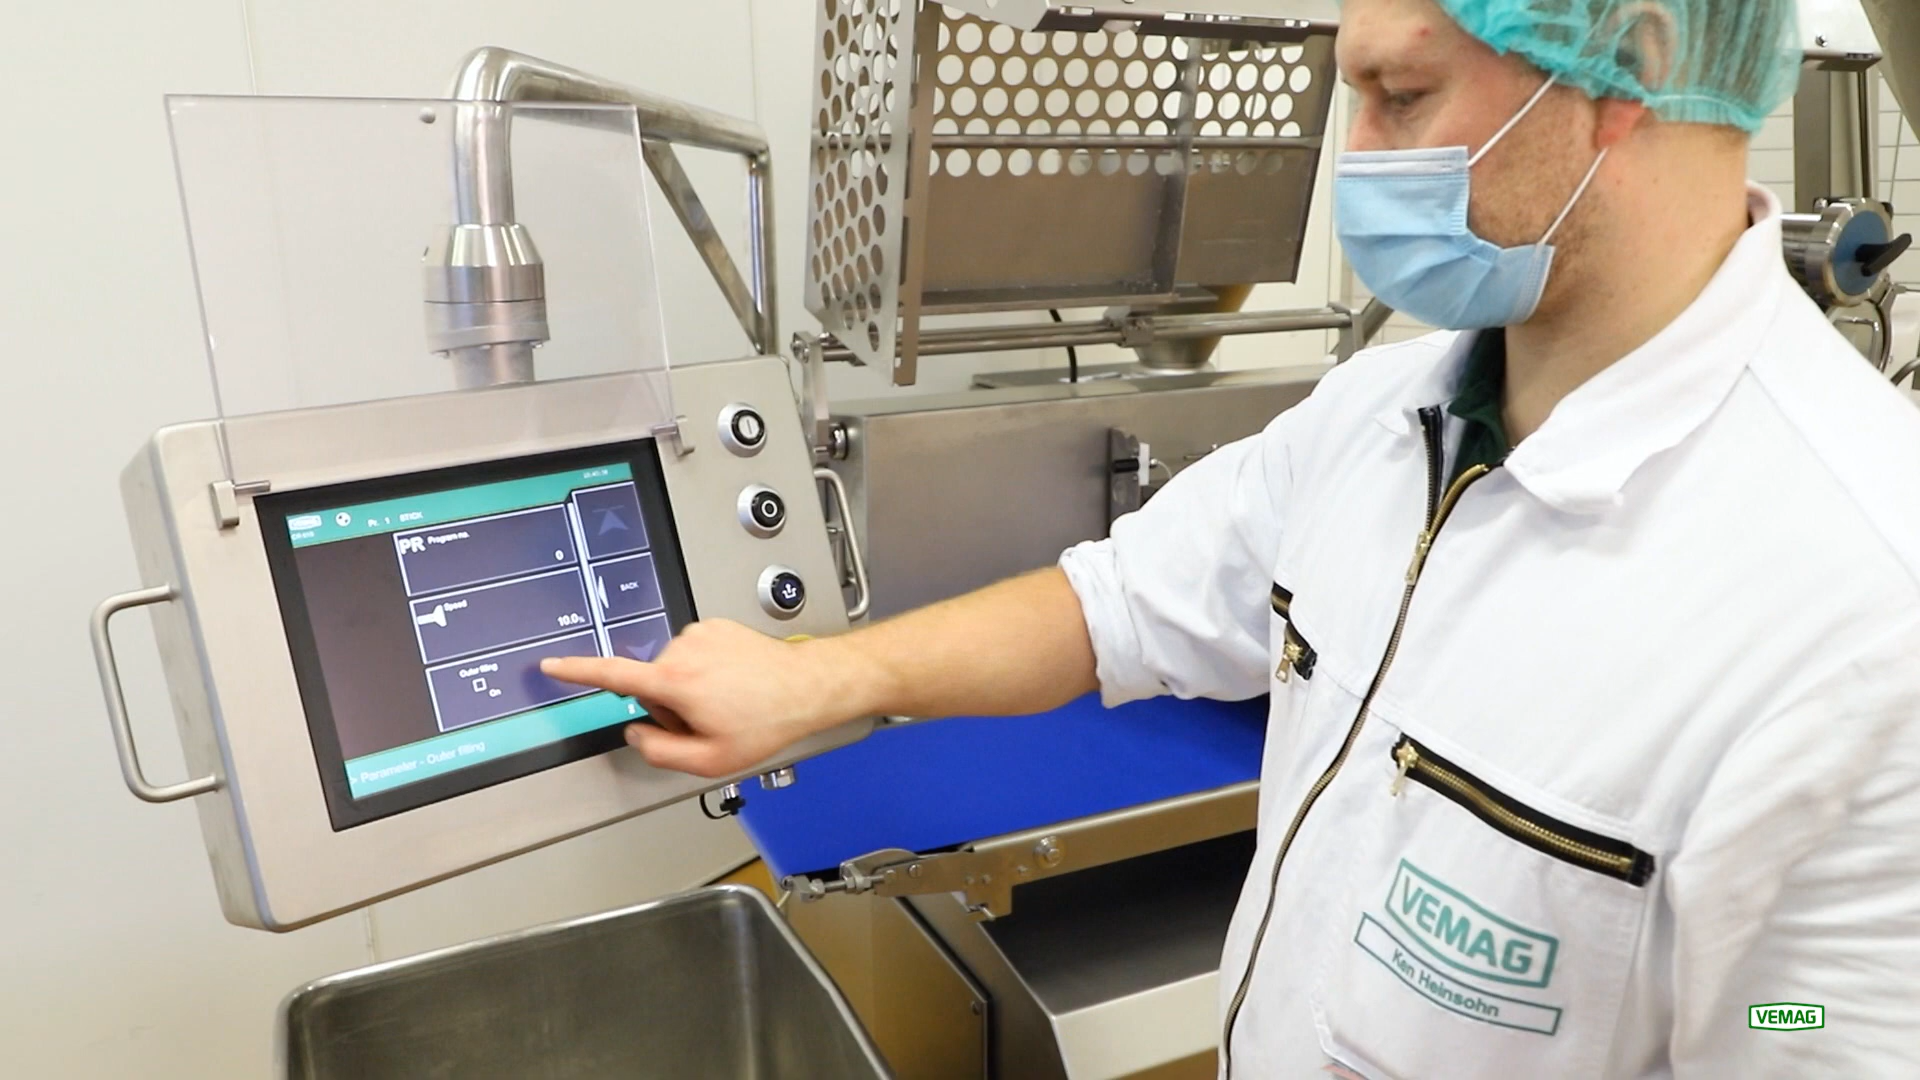 VEMAG
Pr. 1 STICK
PR Program no.
0
Speed
10.0%
BACK
Outer filling
On
> Parameter - Outer filling
VEMAG
Ken Heinsohn
VEMAG